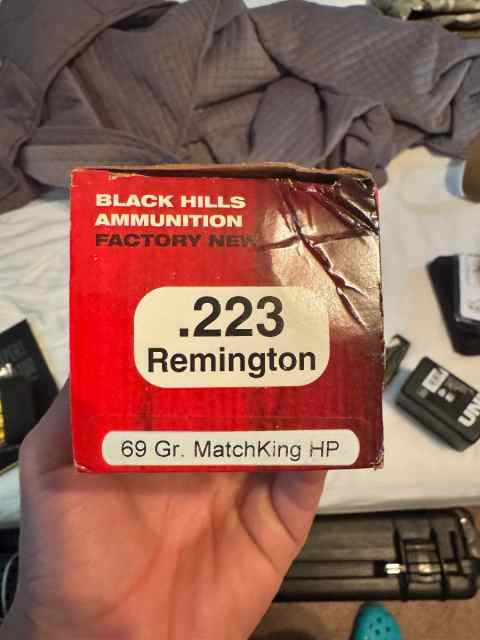 BLACK HILLS
AMMUNITION
FACTORY NEW
.223
Remington
69 Gr. MatchKing HP